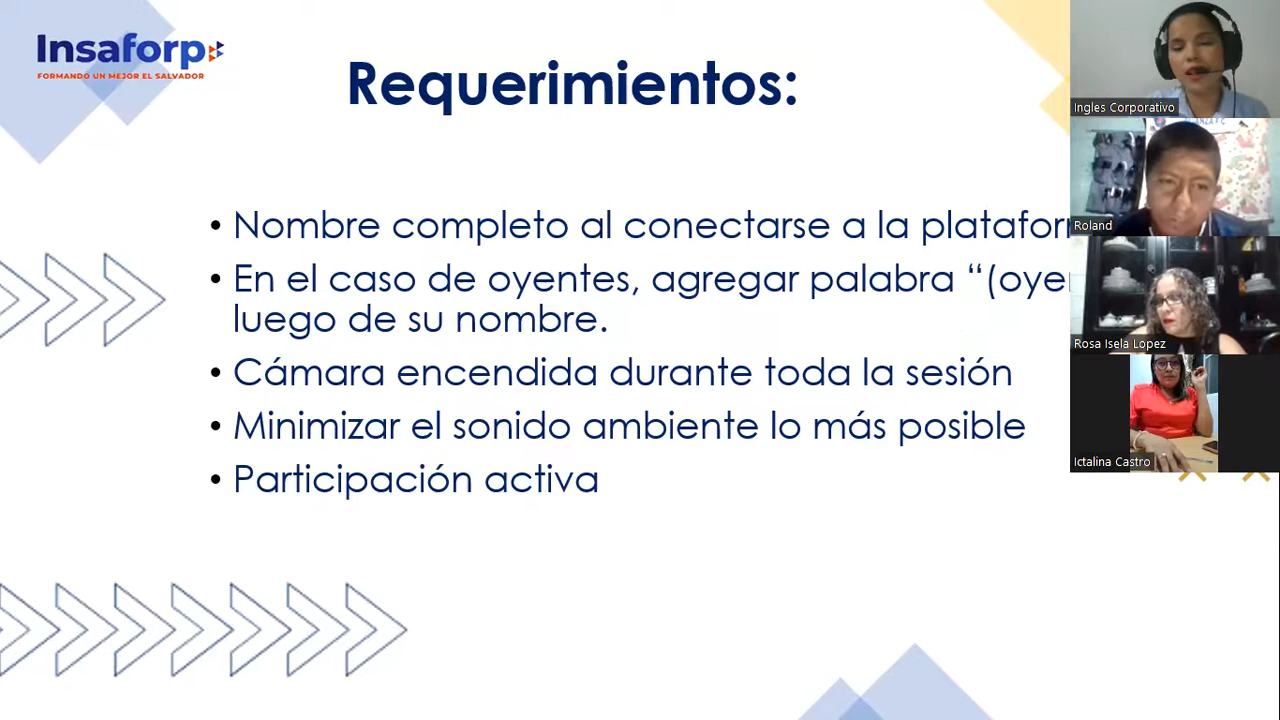 Insaforp
FORMANDO UN MEJOR EL SALVADOR
Requerimientos:
• Nombre completo al conectarse a la platafor
• En el caso de oyentes, agregar palabra “(oyen
luego de su nombre.
• Cámara encendida durante toda la sesión
• Minimizar el sonido ambiente lo más posible
• Participación activa
Ingles Corporativo
Roland
Rosa Isela Lopez
Ictalina Castro